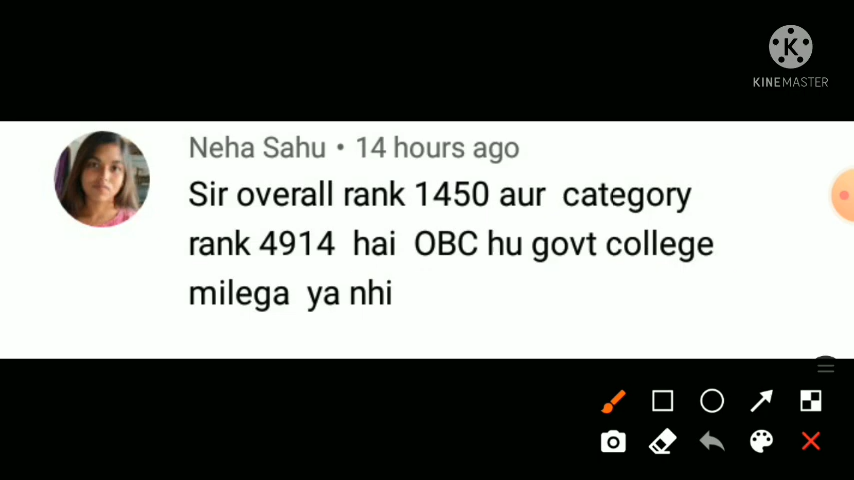 KINEMASTER
Neha Sahu • 14 hours ago
Sir overall rank 1450 aur category
rank 4914 hai OBC hu govt college
milega ya nhi